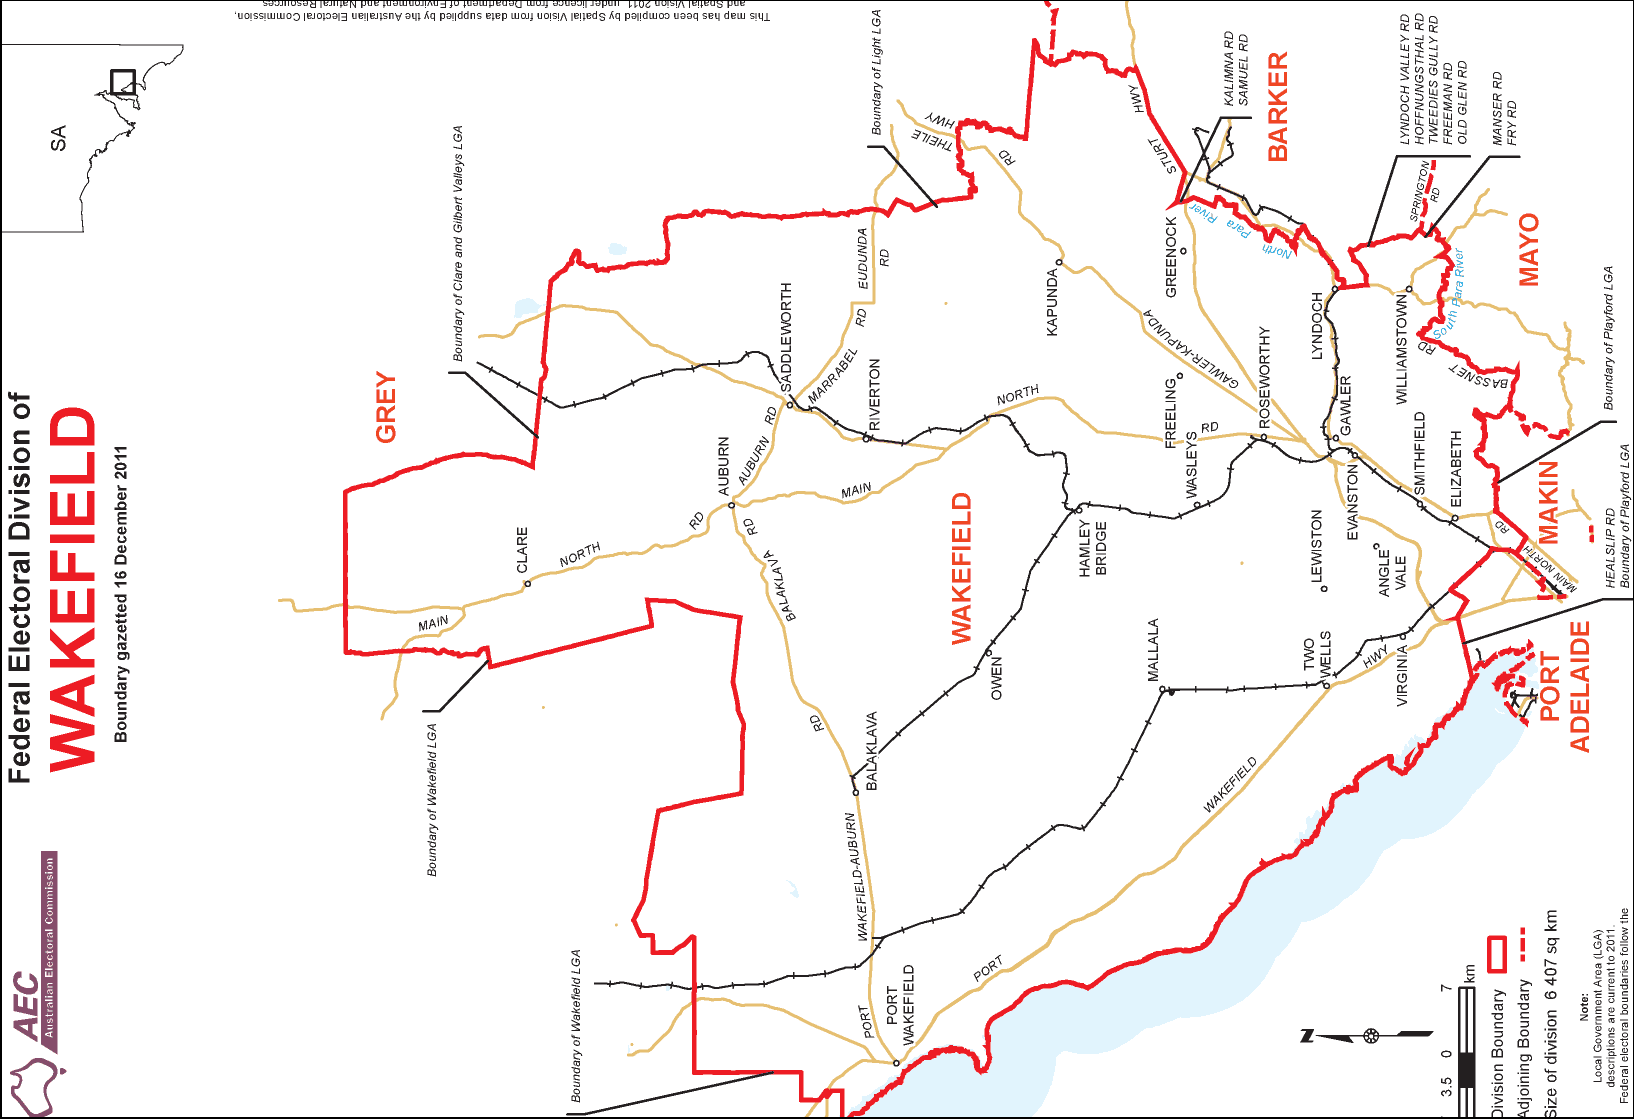 Federal Electoral Division of
WAKEFIELD
Boundary gazetted 16 December 2011
AEC
Australian Electoral Commission
SA
This map has been compiled by Spatial Vision from data supplied by the Australian Electoral Commission,
and Spatial Vision 2011, under licence from Department of Environment and Natural Resources
Boundary of Clare and Gilbert Valleys LGA
Boundary of Light LGA
Boundary of Wakefield LGA
Boundary of Wakefield LGA
GREY
BARKER
MAYO
MAKIN
PORT
ADELAIDE
WAKEFIELD
KALIMNA RD
SAMUEL RD
LYNDOCH VALLEY RD
HOFFNUNGSTHAL RD
TWEEDIES GULLY RD
FREEMAN RD
OLD GLEN RD
MANSER RD
FRY RD
SPRINGTON
RD
Boundary of Playford LGA
HEALSLIP RD
Boundary of Playford LGA
THEILE
HWY
RD
STURT
HWY
EUDUNDA
RD
MARRABEL
RD
SADDLEWORTH
RIVERTON
AUBURN
AUBURN
RD
CLARE
MAIN
NORTH
RD
BALAKLAVA
RD
MAIN
NORTH
RD
KAPUNDA
GREENOCK
North Para River
GAWLER-KAPUNDA
RD
FREELING
ROSEWORTHY
WASLEYS
HAMLEY
BRIDGE
LYNDOCH
WILLIAMSTOWN
South Para River
BASSNET
RD
GAWLER
EVANSTON
SMITHFIELD
ELIZABETH
LEWISTON
ANGLE
VALE
MAIN NORTH
RD
OWEN
MALLALA
TWO
WELLS
VIRGINIA
HWY
WAKEFIELD
PORT
BALAKLAVA
RD
WAKEFIELD-AUBURN
PORT
PORT
WAKEFIELD
N
3.5 0 7
km
Division Boundary
Adjoining Boundary
Size of division 6 407 sq km
Note:
Local Government Area (LGA)
descriptions are current to 2011.
Federal electoral boundaries follow the